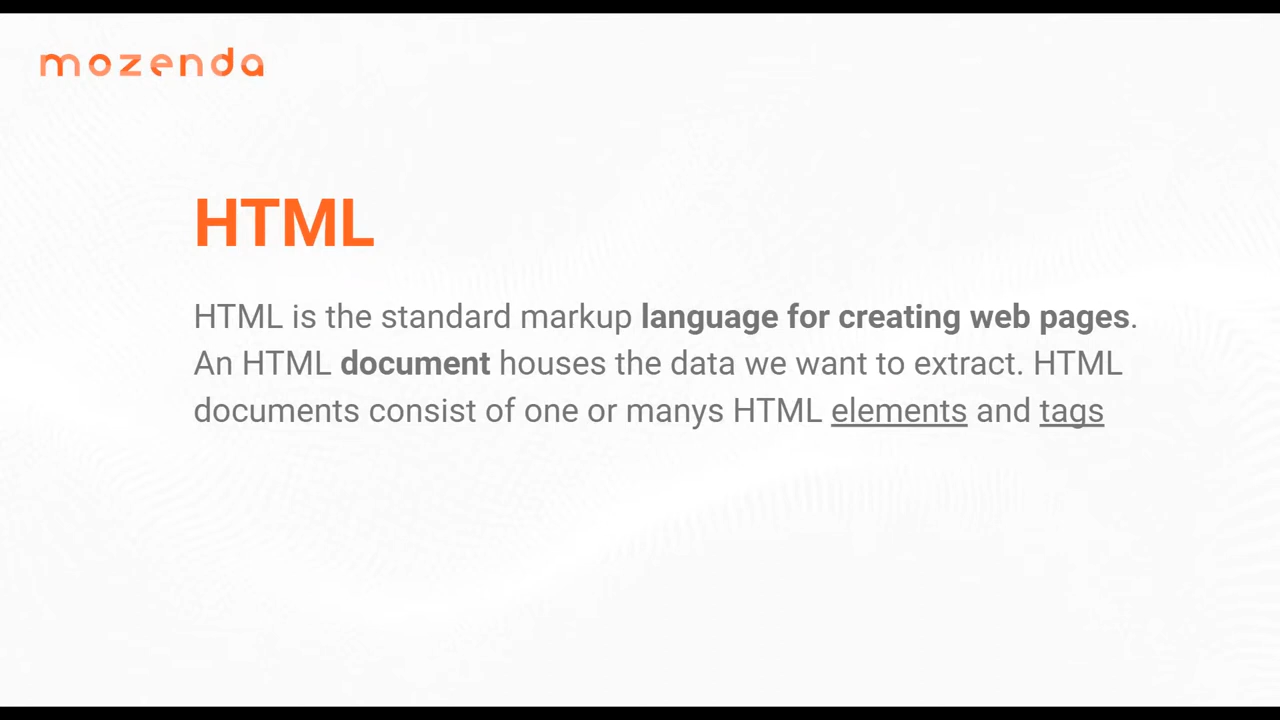 mozenda
HTML
HTML is the standard markup language for creating web pages.
An HTML document houses the data we want to extract. HTML
documents consist of one or manys HTML elements and tags